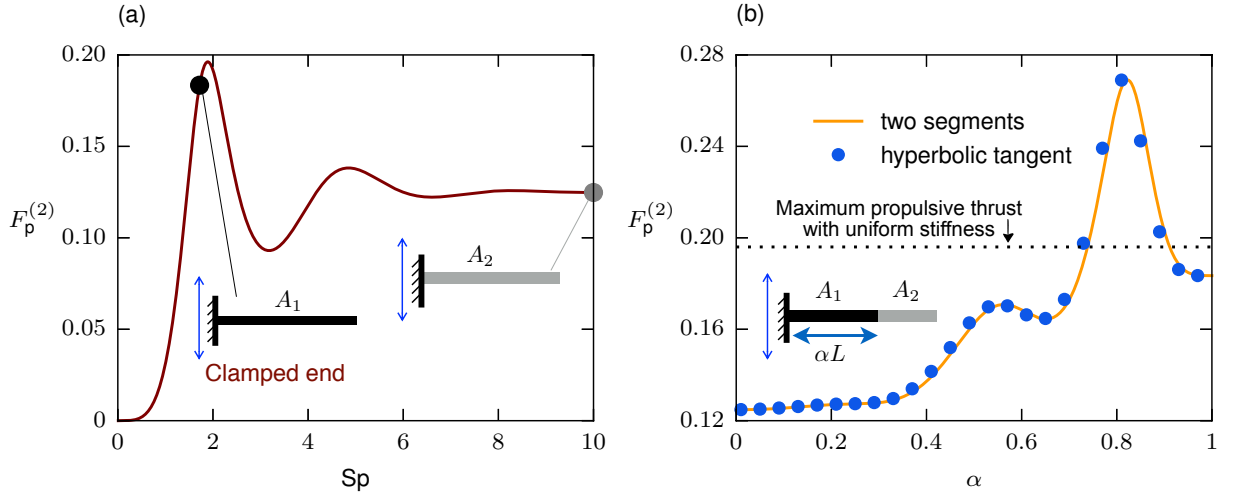 (a)
0.20
0.15
0.10
0.05
0
F_p^(2)
A_1
A_2
Clamped end
0
2
4
6
8
10
Sp
(b)
0.28
0.24
0.20
0.16
0.12
F_p^(2)
two segments
hyperbolic tangent
Maximum propulsive thrust
with uniform stiffness
A_1
A_2
αL
0
0.2
0.4
0.6
0.8
1
α